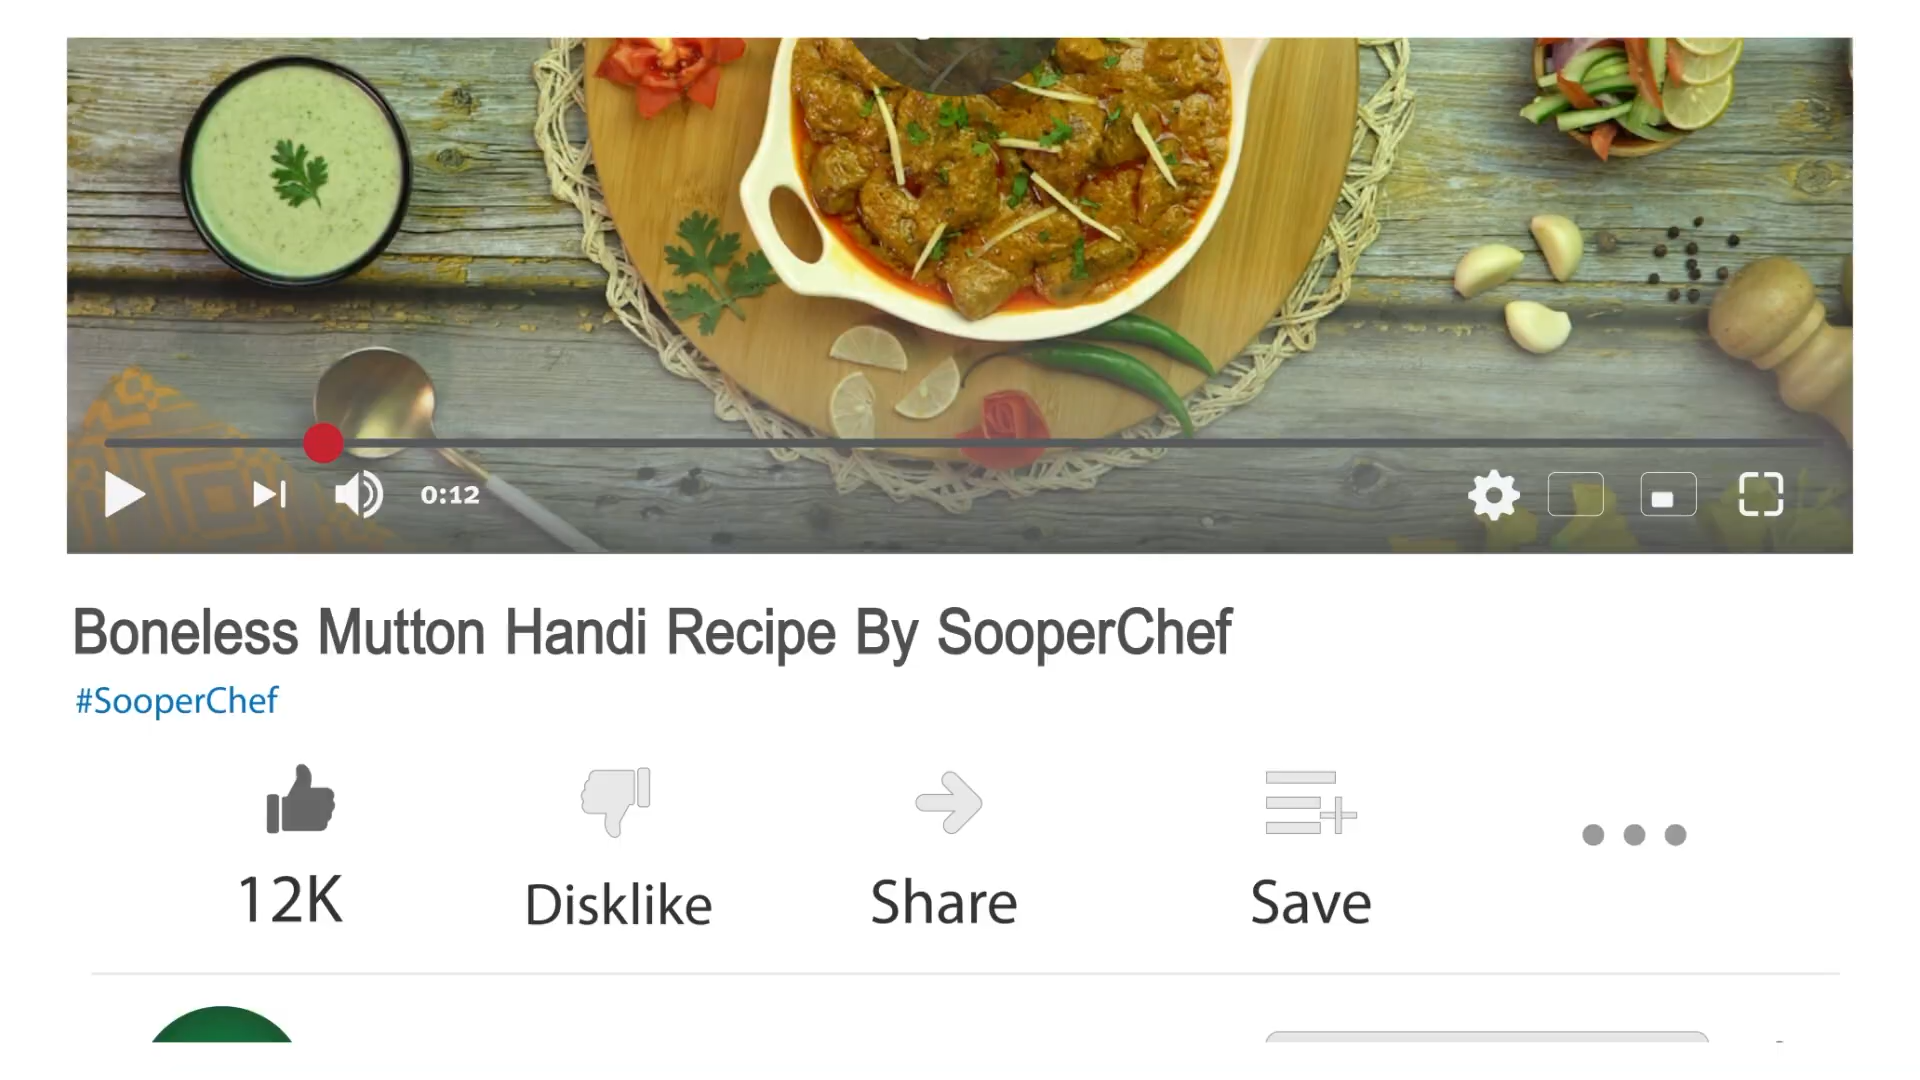 0:12
Boneless Mutton Handi Recipe By SooperChef
#SooperChef
12K
Disklike
Share
Save